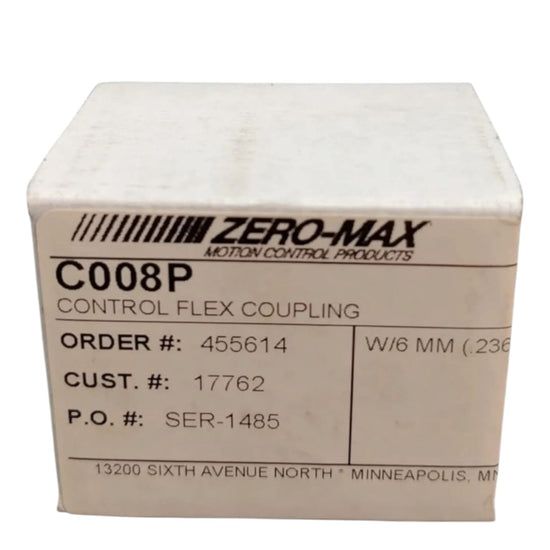 ZERO-MAX
MOTION CONTROL PRODUCTS
C008P
CONTROL FLEX COUPLING
ORDER #: 455614
W/6 MM (.236
CUST. #: 17762
P.O. #: SER-1485
13200 SIXTH AVENUE NORTH * MINNEAPOLIS, MN